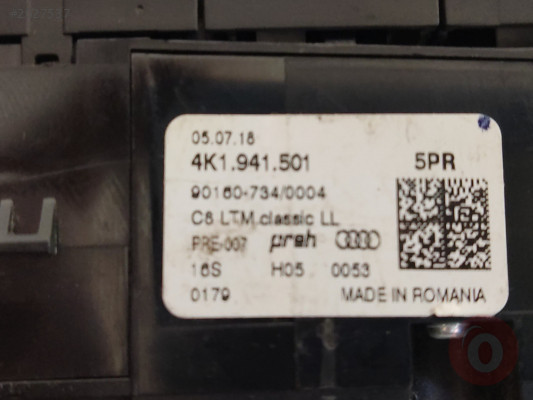 05.07.18
4K1.941.501 5PR
90160-734/0004
C8 LTM classic LL
PRE-007 preh
16S H05 0053
0179 MADE IN ROMANIA